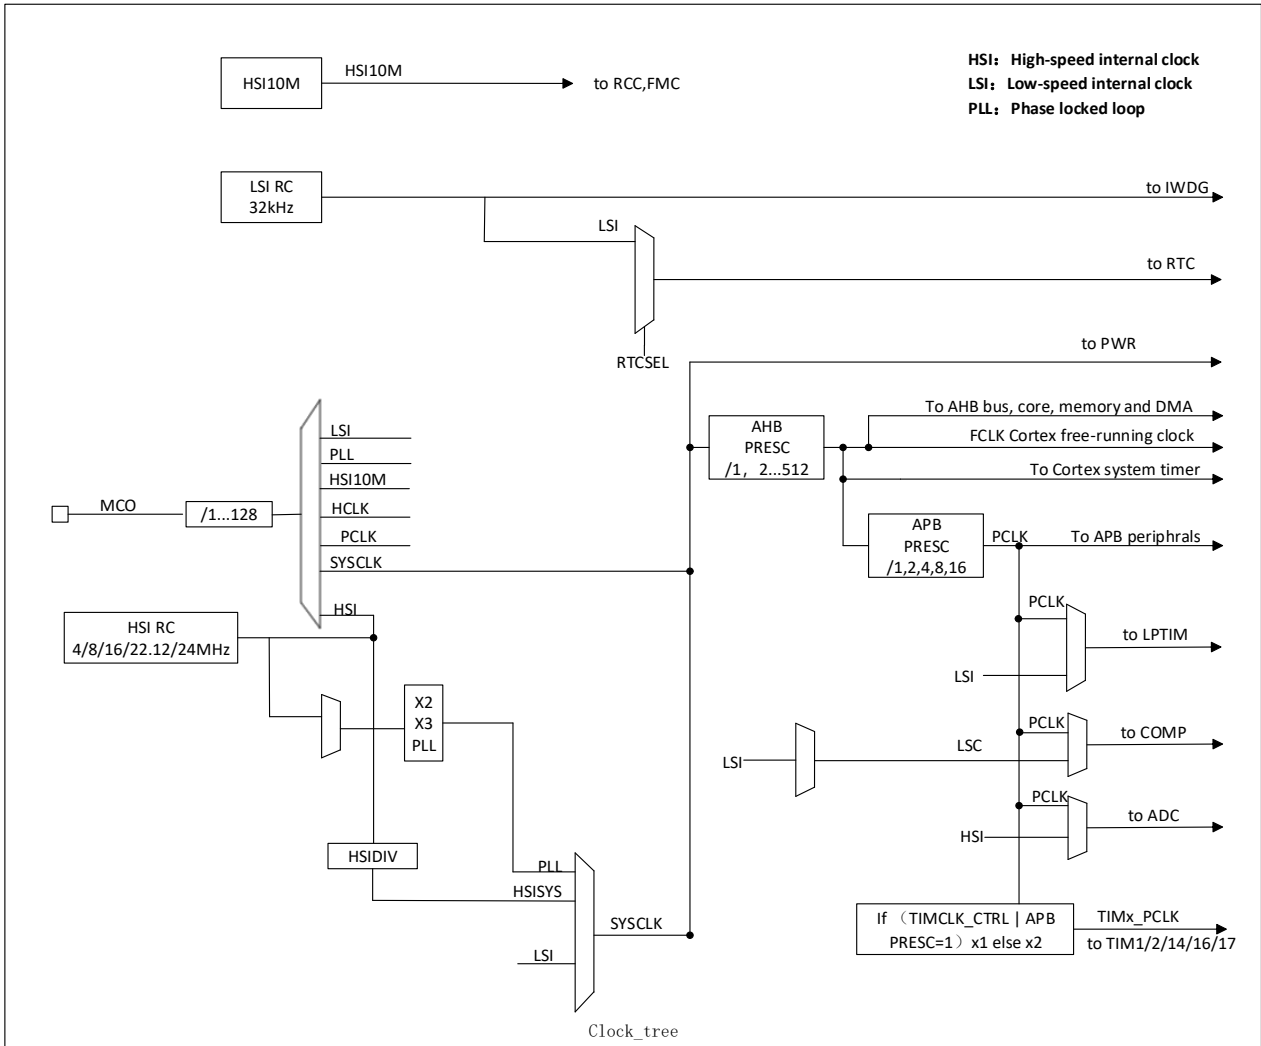 HSI10M
HSI10M
to RCC,FMC
HSI：High-speed internal clock
LSI：Low-speed internal clock
PLL：Phase locked loop
LSI RC
32kHz
to IWDG
LSI
to RTC
RTCSEL
to PWR
To AHB bus, core, memory and DMA
AHB
PRESC
/1，2...512
FCLK Cortex free-running clock
To Cortex system timer
LSI
PLL
HSI10M
HCLK
PCLK
SYSCLK
HSI
MCO
/1...128
APB
PRESC
/1,2,4,8,16
PCLK
To APB periphrals
HSI RC
4/8/16/22.12/24MHz
PCLK
to LPTIM
LSI
X2
X3
PLL
PCLK
to COMP
LSI
LSC
PCLK
to ADC
HSI
HSIDIV
PLL
HSISYS
SYSCLK
LSI
If （TIMCLK_CTRL | APB
PRESC=1）x1 else x2
TIMx_PCLK
to TIM1/2/14/16/17
Clock_tree